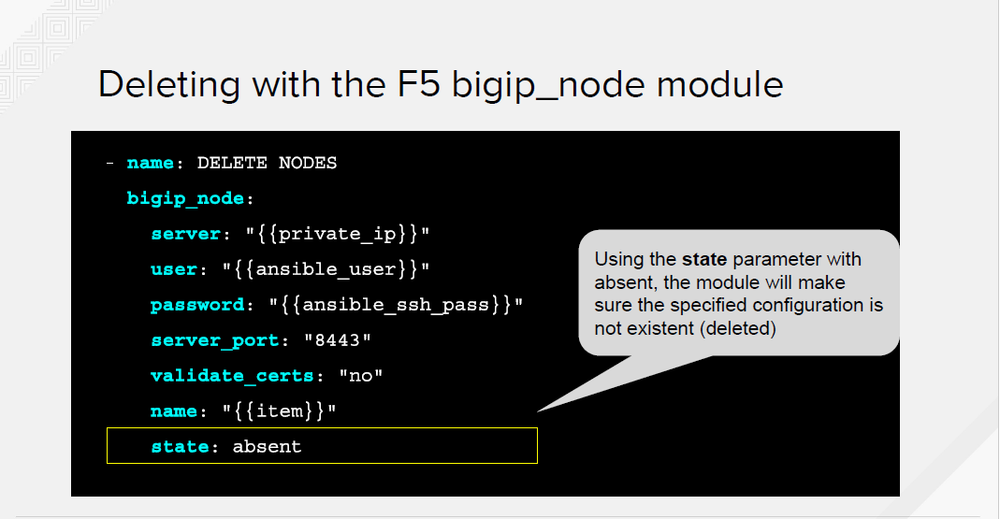 Deleting with the F5 bigip_node module
- name: DELETE NODES
bigip_node:
server: "{{private_ip}}"
user: "{{ansible_user}}"
password: "{{ansible_ssh_pass}}"
server_port: "8443"
validate_certs: "no"
name: "{{item}}"
state: absent
Using the state parameter with
absent, the module will make
sure the specified configuration is
not existent (deleted)